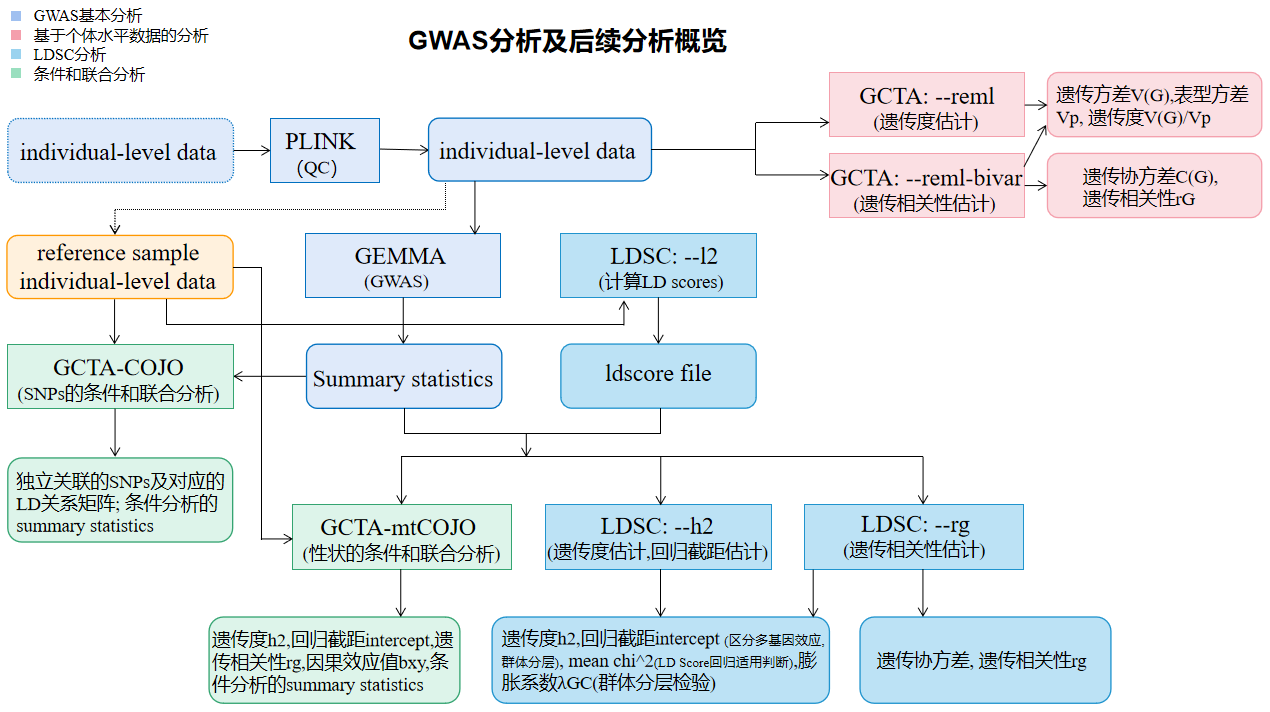 GWAS基本分析
基于个体水平数据的分析
LDSC分析
条件和联合分析
GWAS分析及后续分析概览
individual-level data
PLINK
(QC)
individual-level data
GCTA: --reml
(遗传度估计)
遗传方差V(G),表型方差
Vp, 遗传度V(G)/Vp
GCTA: --reml-bivar
(遗传相关性估计)
遗传协方差C(G),
遗传相关性rG
reference sample
individual-level data
GEMMA
(GWAS)
LDSC: --l2
(计算LD scores)
GCTA-COJO
(SNPs的条件和联合分析)
Summary statistics
ldscore file
独立关联的SNPs及对应的
LD关系矩阵; 条件分析的
summary statistics
GCTA-mtCOJO
(性状的条件和联合分析)
LDSC: --h2
(遗传度估计,回归截距估计)
LDSC: --rg
(遗传相关性估计)
遗传度h2,回归截距intercept,遗
传相关性rg,因果效应值bxy,条
件分析的summary statistics
遗传度h2,回归截距intercept (区分多基因效应,
群体分层), mean chi^2(LD Score回归适用判断),膨
胀系数λGC(群体分层检验)
遗传协方差, 遗传相关性rg